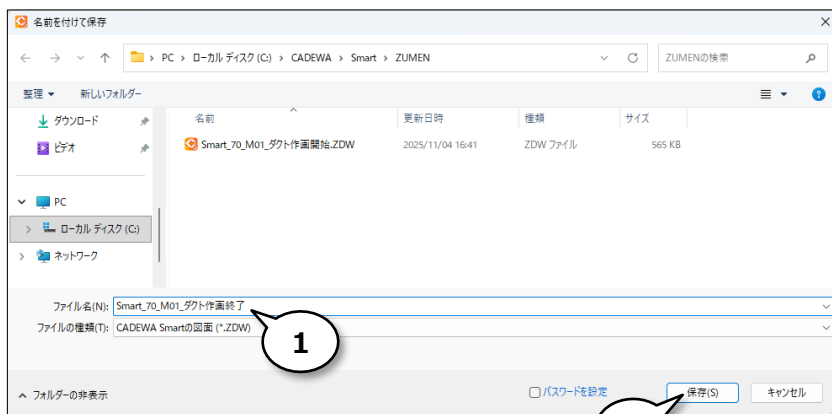 名前を付けて保存
PC › ローカル ディスク (C:) › CADEWA › Smart › ZUMEN
ZUMENの検索
整理 新しいフォルダー
名前 更新日時 種類 サイズ
ダウンロード
ビデオ
Smart_70_M01_ダクト作画開始.ZDW 2025/11/04 16:41 ZDW ファイル 565 KB
PC
ローカル ディスク (C:)
ネットワーク
ファイル名(N): Smart_70_M01_ダクト作画終了
ファイルの種類(T): CADEWA Smartの図面 (*.ZDW)
1
フォルダーの非表示
パスワードを設定
保存(S)
キャンセル